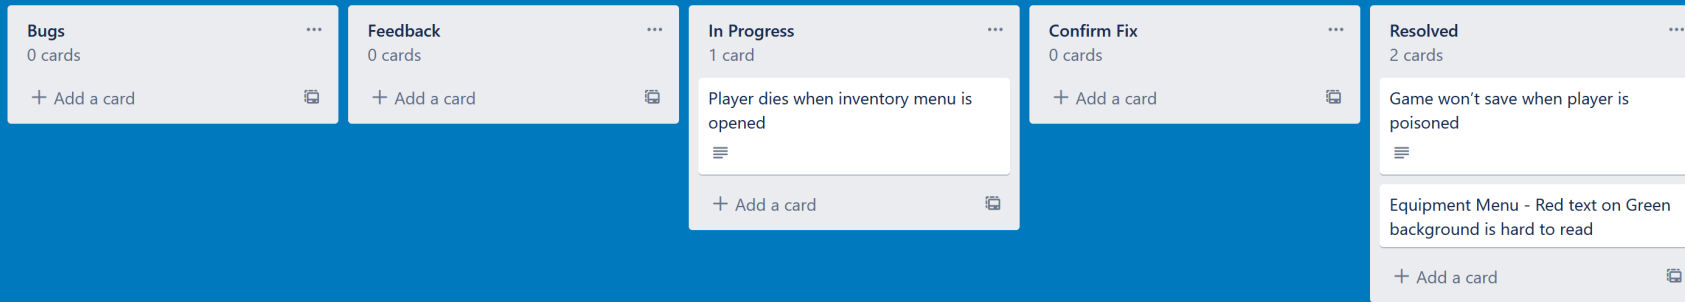 Bugs
0 cards
+ Add a card
Feedback
0 cards
+ Add a card
In Progress
1 card
Player dies when inventory menu is
opened
+ Add a card
Confirm Fix
0 cards
+ Add a card
Resolved
2 cards
Game won’t save when player is
poisoned
Equipment Menu - Red text on Green
background is hard to read
+ Add a card